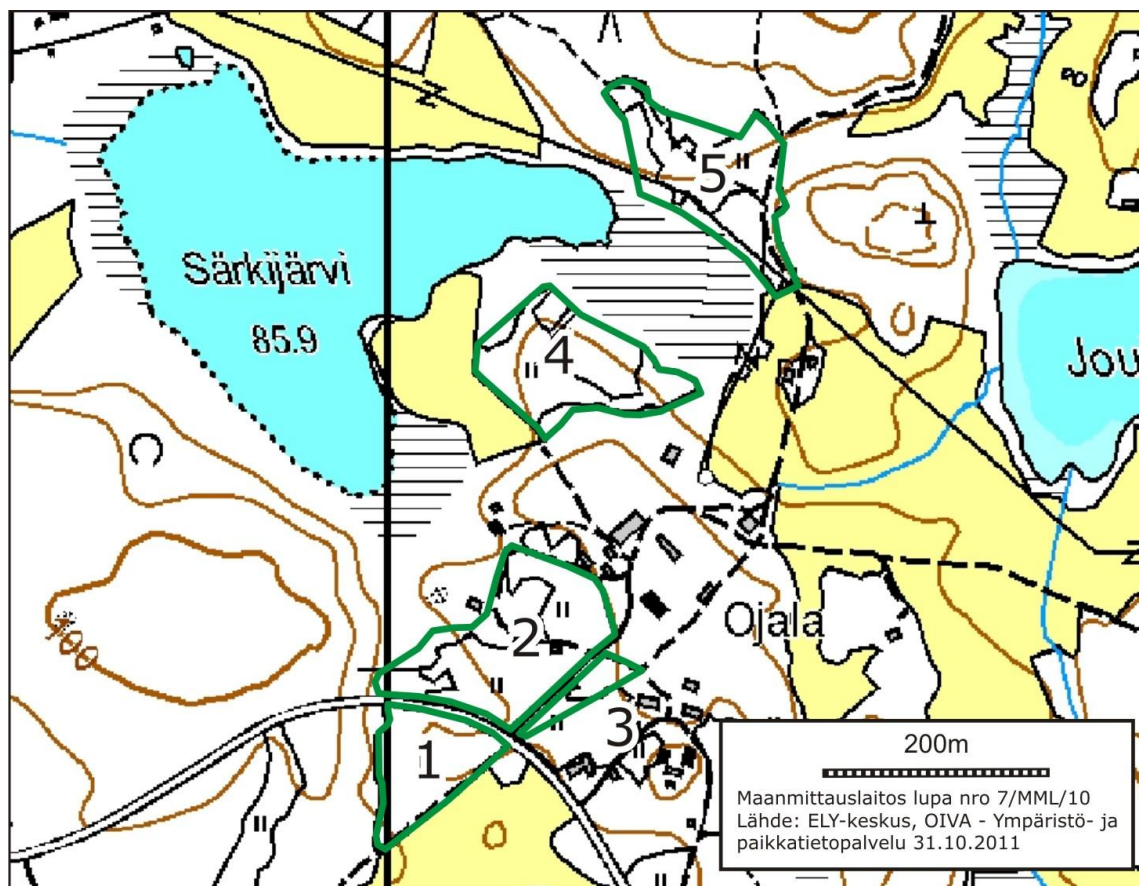 5
Särkijärvi
85.9
4
Jou
100
2
Ojala
3
1
200m
Maanmittauslaitos lupa nro 7/MML/10
Lähde: ELY-keskus, OIVA - Ympäristö- ja
paikkatietopalvelu 31.10.2011